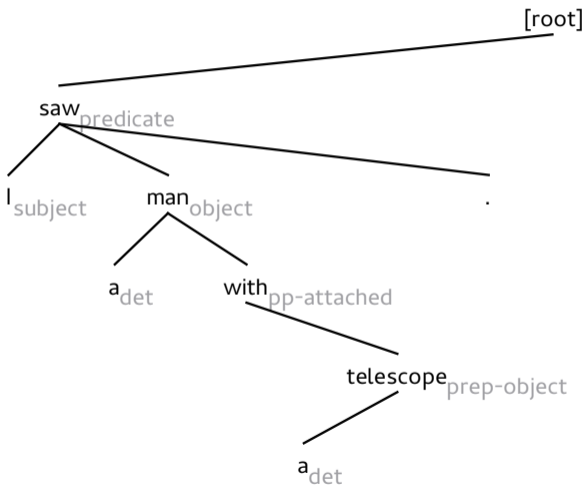 [root]
saw predicate
I subject man object .
a det with pp-attached
telescope prep-object
a det